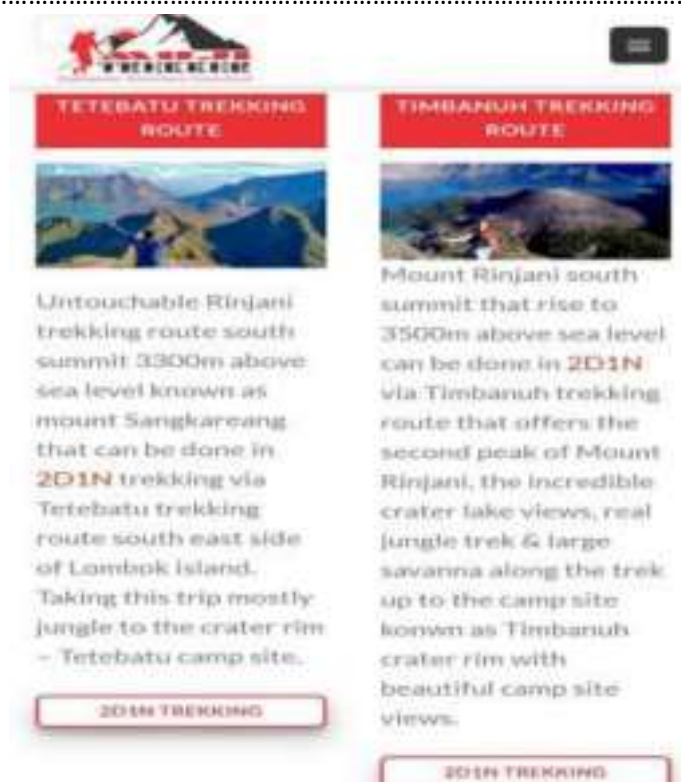 TETEBATU TREKKING
ROUTE
Untouchable Rinjani
trekking route south
summit 3300m above
sea level known as
mount Sangkareang
that can be done in
2D1N trekking via
Tetebatu trekking
route south east side
of Lombok island.
Taking this trip mostly
jungle to the crater rim
– Tetebatu camp site.
2D1N TREKKING
TIMBANUH TREKKING
ROUTE
Mount Rinjani south
summit that rise to
3500m above sea level
can be done in 2D1N
via Timbanuh trekking
route that offers the
second peak of Mount
Rinjani, the incredible
crater lake views, real
jungle trek & large
savanna along the trek
up to the camp site
konwn as Timbanuh
crater rim with
beautiful camp site
views.
2D1N TREKKING